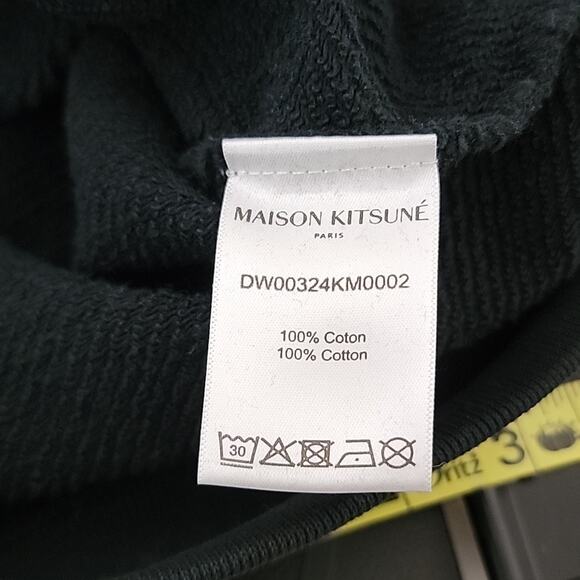 MAISON KITSUNÉ
PARIS
DW00324KM0002
100% Coton
100% Cotton
30
3